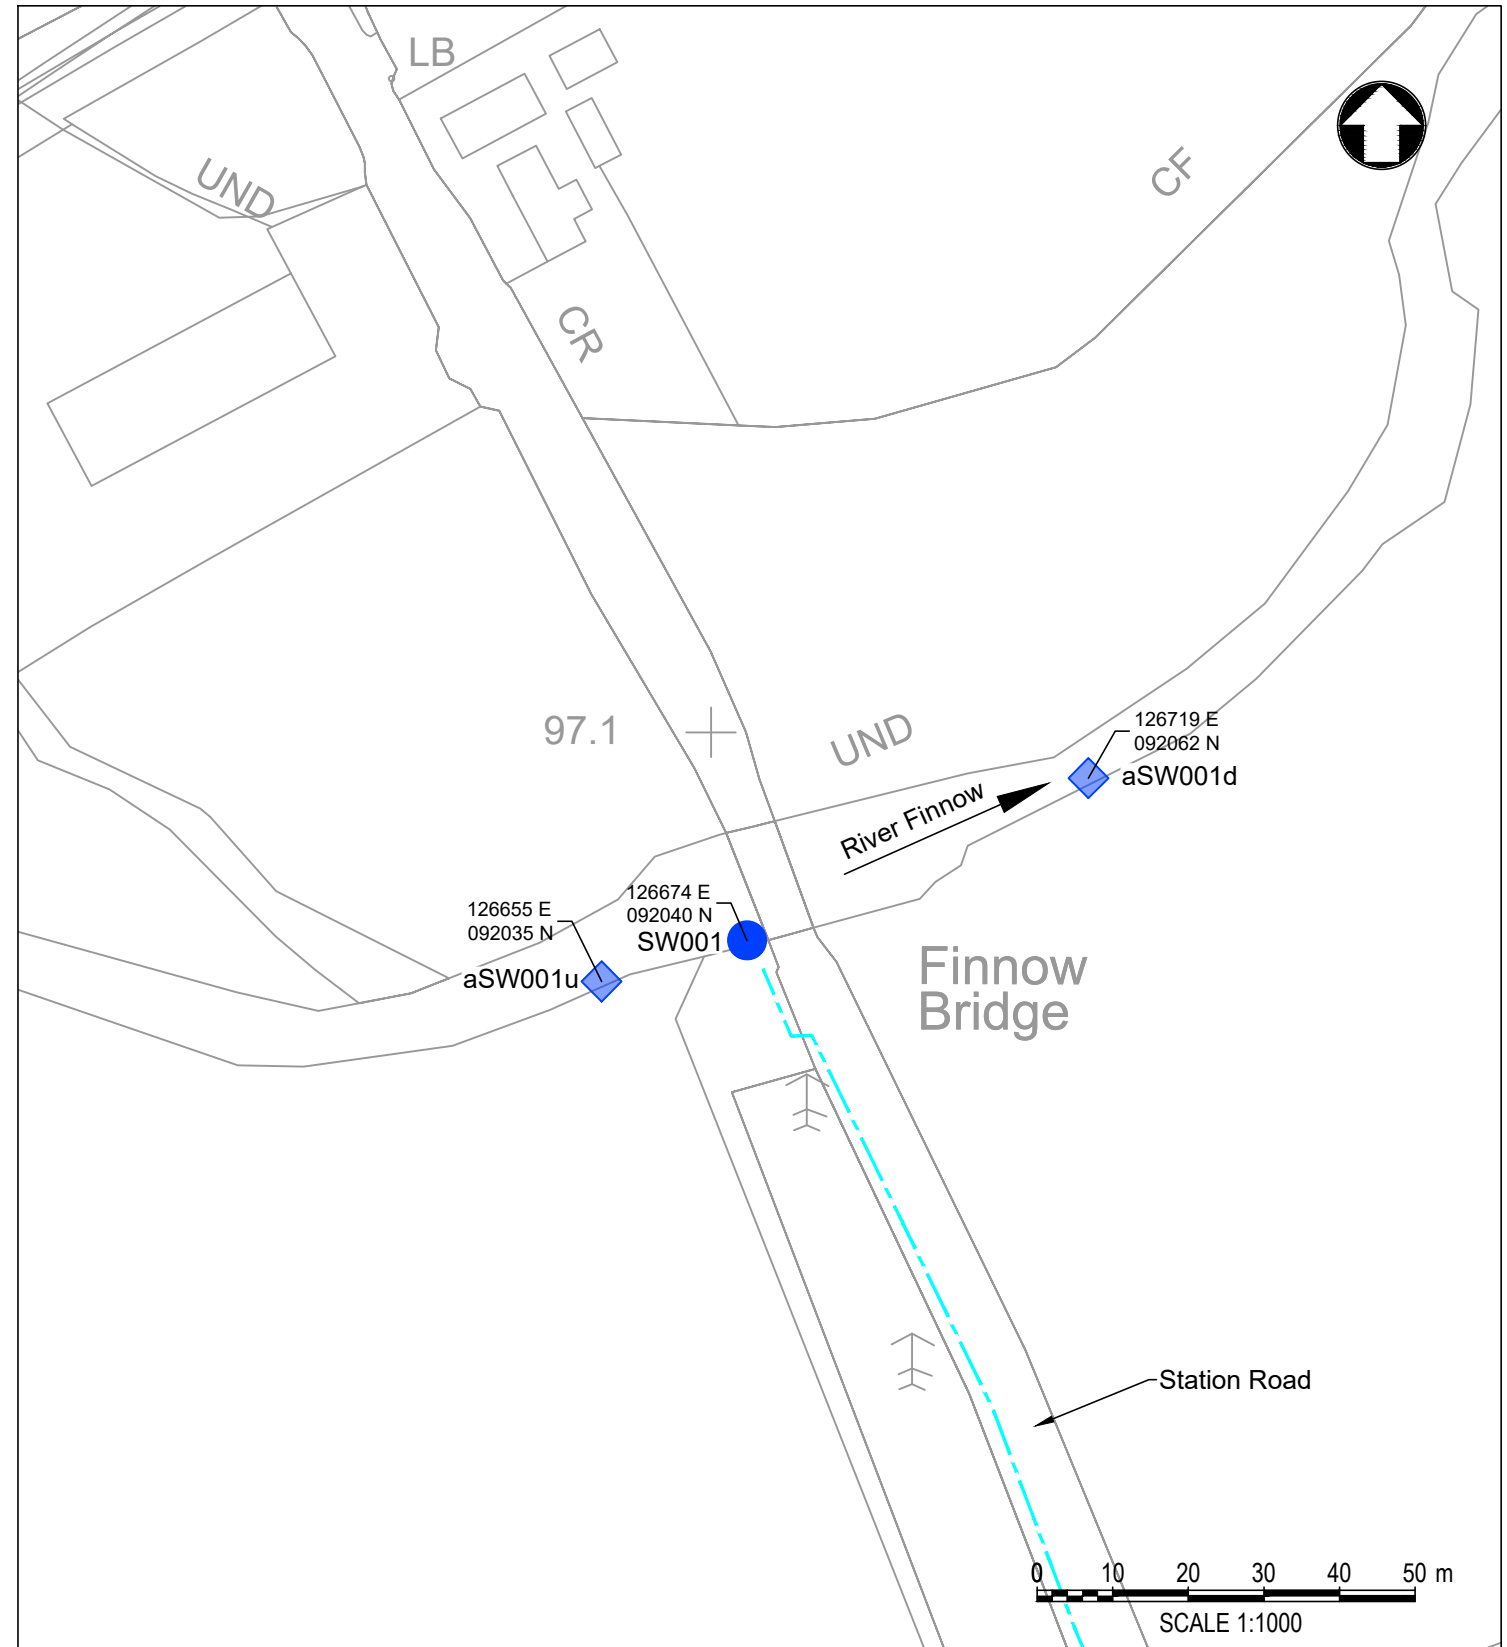 LB
UND
CF
CR
97.1
UND
126719 E
092062 N
aSW001d
River Finnow
126655 E
092035 N
aSW001u
126674 E
092040 N
SW001
Finnow
Bridge
Station Road
0 10 20 30 40 50 m
SCALE 1:1000